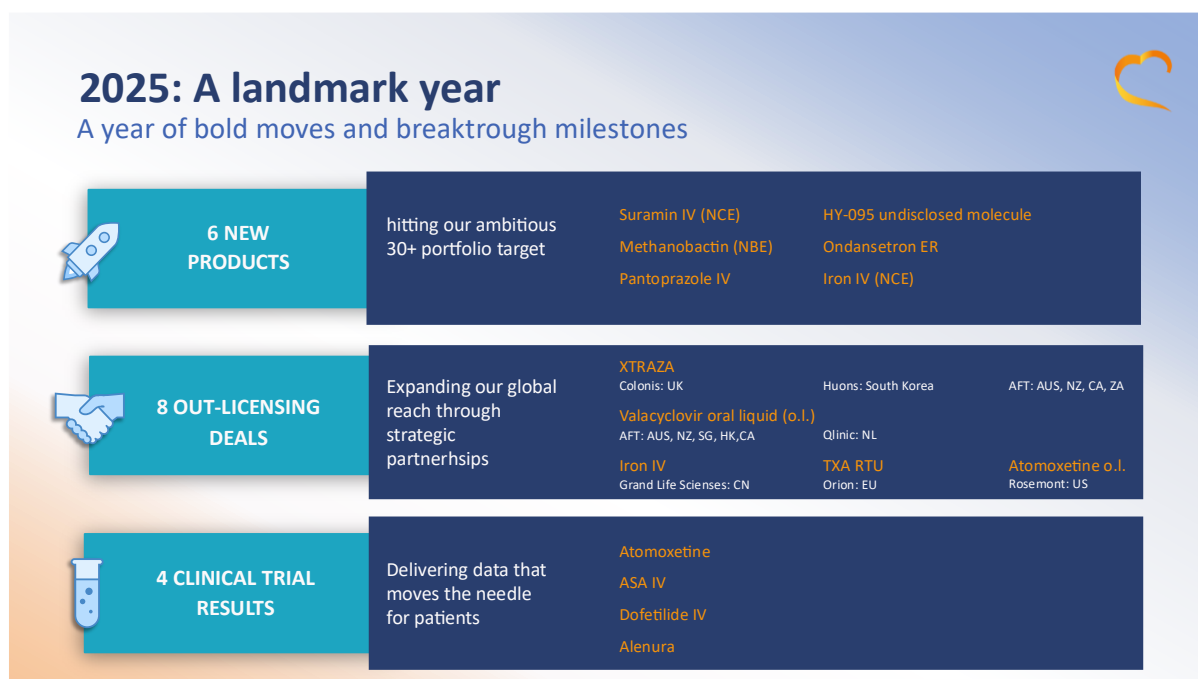 2025: A landmark year
A year of bold moves and breaktrough milestones
6 NEW
PRODUCTS
hitting our ambitious
30+ portfolio target
Suramin IV (NCE)
HY-095 undisclosed molecule
Methanobactin (NBE)
Ondansetron ER
Pantoprazole IV
Iron IV (NCE)
8 OUT-LICENSING
DEALS
Expanding our global
reach through
strategic
partnerhsips
XTRAZA
Colonis: UK
Huons: South Korea
AFT: AUS, NZ, CA, ZA
Valacyclovir oral liquid (o.l.)
AFT: AUS, NZ, SG, HK,CA
Qlinic: NL
Iron IV
TXA RTU
Atomoxetine o.l.
Grand Life Scienses: CN
Orion: EU
Rosemont: US
4 CLINICAL TRIAL
RESULTS
Delivering data that
moves the needle
for patients
Atomoxetine
ASA IV
Dofetilide IV
Alenura